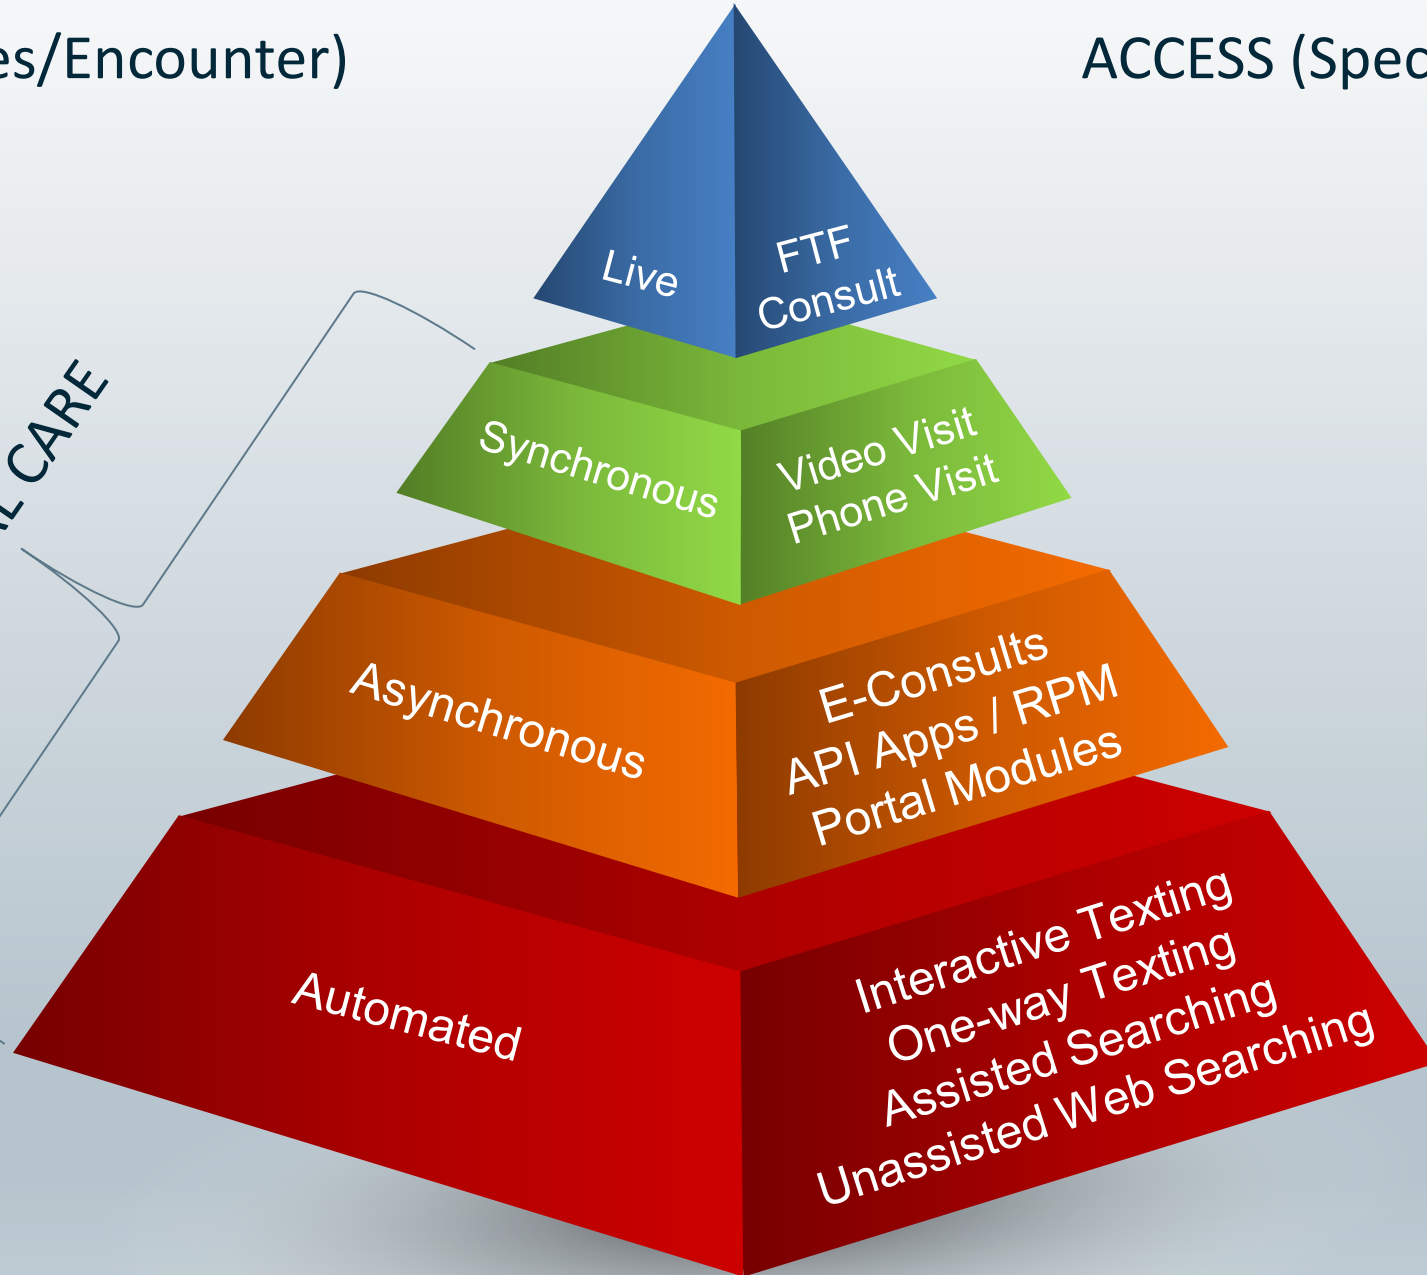 es/Encounter)
ACCESS (Spec
Live
FTF
Consult
CARE
Synchronous
Video Visit
Phone Visit
Asynchronous
E-Consults
API Apps / RPM
Portal Modules
Automated
Interactive Texting
One-way Texting
Assisted Searching
Unassisted Web Searching